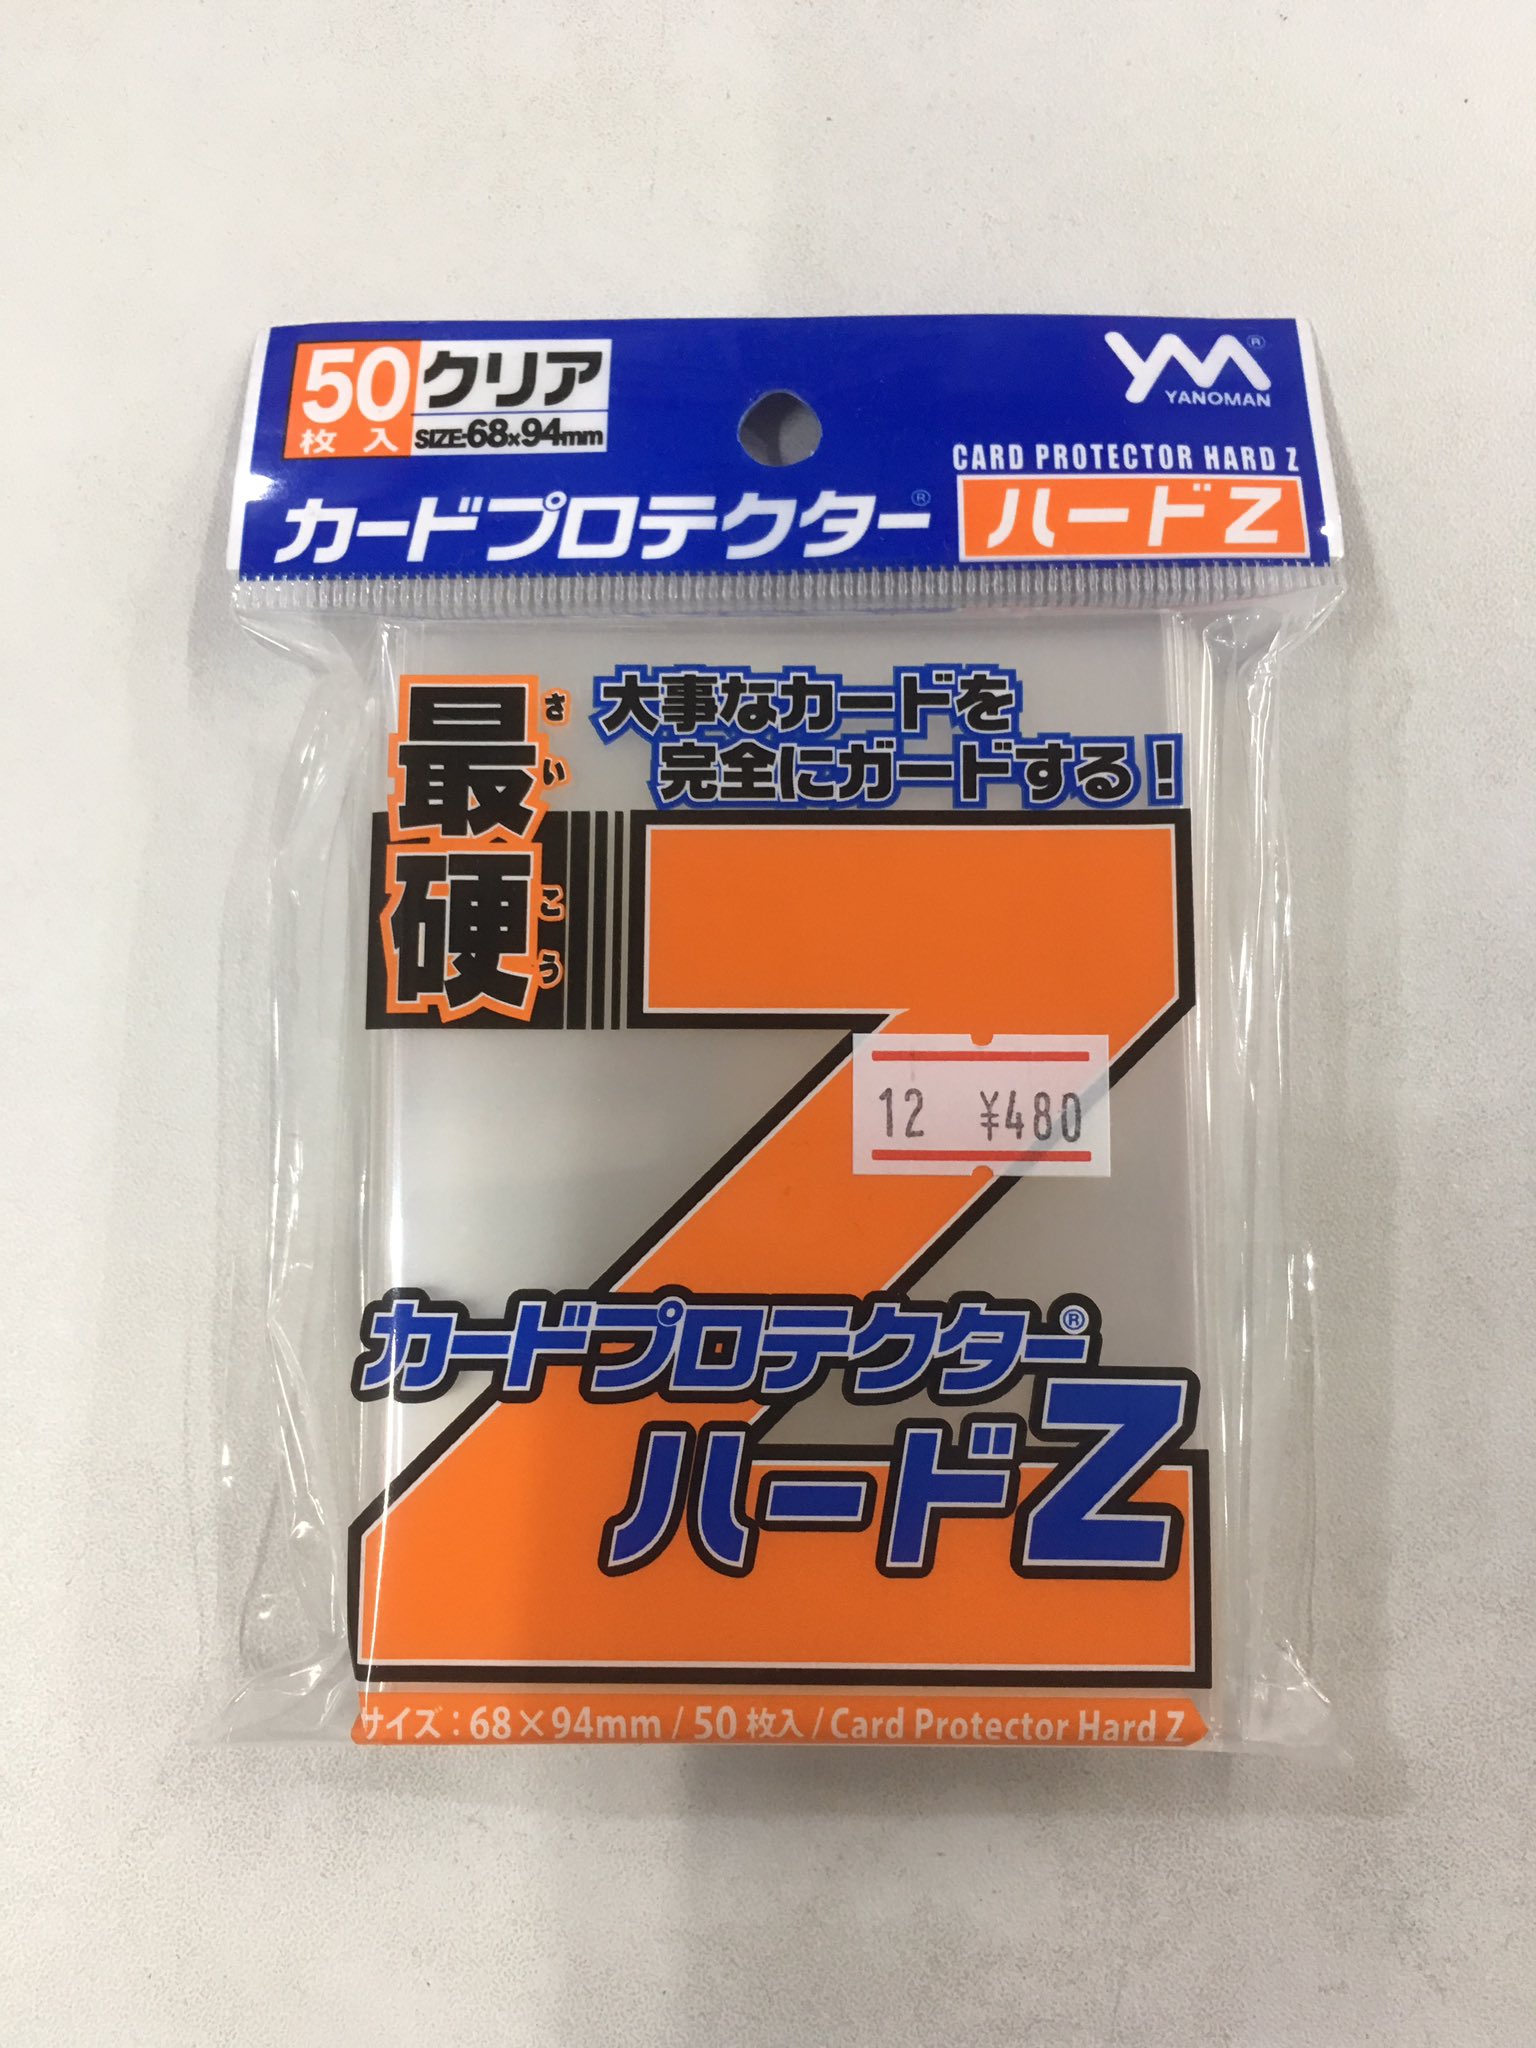 50
枚入
クリア
SIZE:68×94mm
YM®
YANOMAN
CARD PROTECTOR HARD Z
カードプロテクター®
ハードZ
最硬
さいこう
大事なカードを
完全にガードする!
Z
12 ¥480
カードプロテクター®
ハードZ
サイズ:68×94mm/50枚入/Card Protector Hard Z